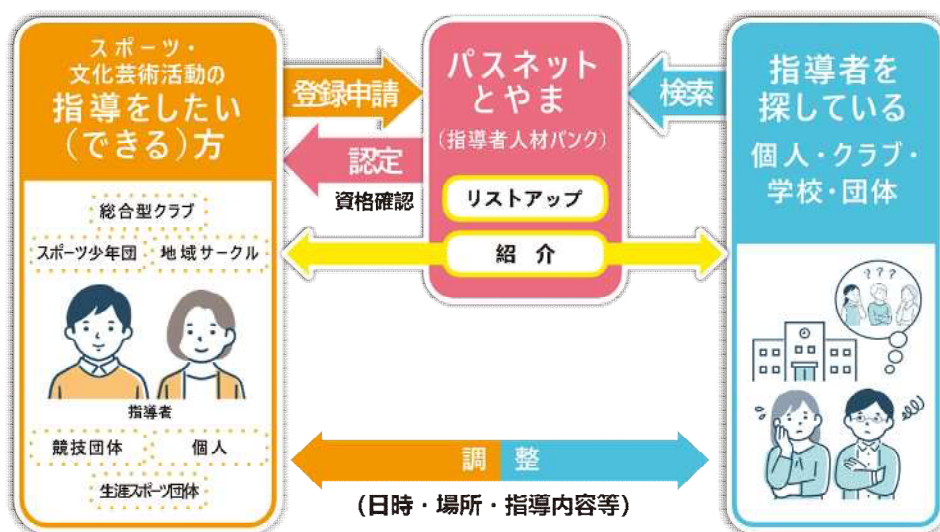 スポーツ・
文化芸術活動の
指導をしたい
(できる)方
総合型クラブ
スポーツ少年団
地域サークル
指導者
競技団体
個人
生涯スポーツ団体
登録申請
認定
資格確認
パスネット
とやま
(指導者人材バンク)
リストアップ
紹介
検索
指導者を
探している
個人・クラブ・
学校・団体
???
調整
(日時・場所・指導内容等)